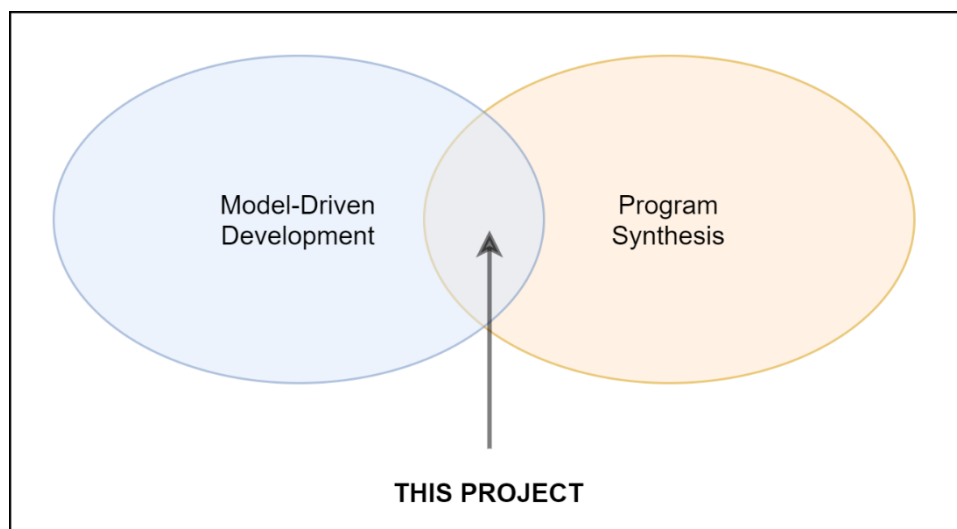 Model-Driven
Development
Program
Synthesis
THIS PROJECT